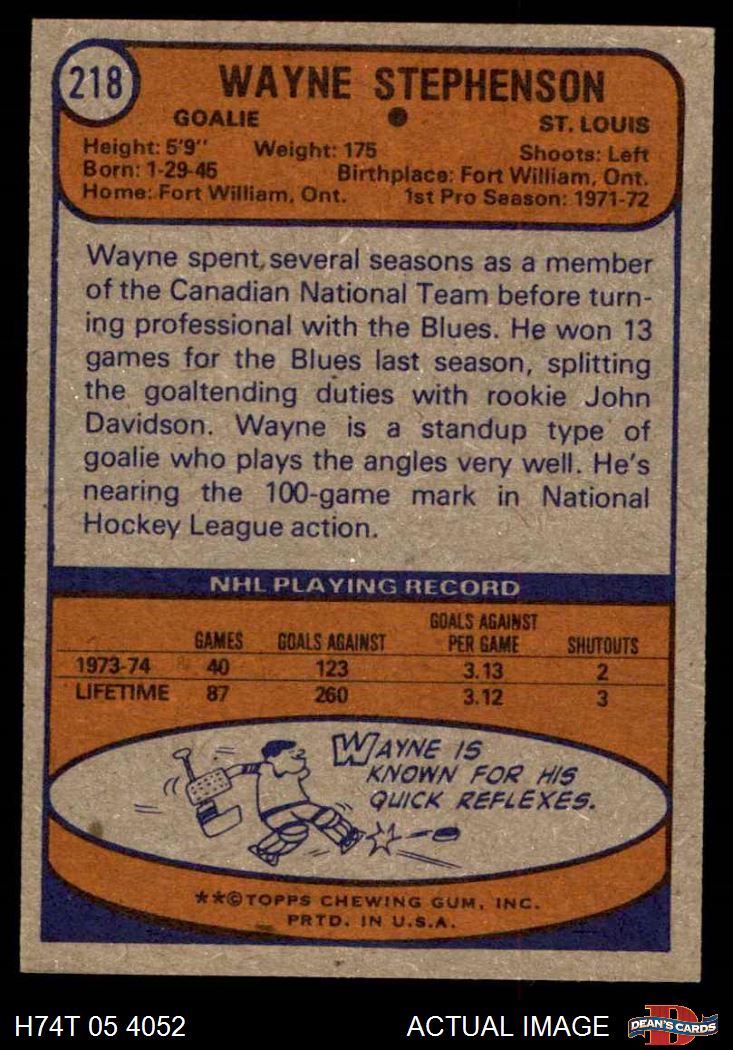 218
WAYNE STEPHENSON
GOALIE ● ST. LOUIS
Height: 5'9" Weight: 175 Shoots: Left
Born: 1-29-45 Birthplace: Fort William, Ont.
Home: Fort William, Ont. 1st Pro Season: 1971-72
Wayne spent several seasons as a member
of the Canadian National Team before turn-
ing professional with the Blues. He won 13
games for the Blues last season, splitting
the goaltending duties with rookie John
Davidson. Wayne is a standup type of
goalie who plays the angles very well. He's
nearing the 100-game mark in National
Hockey League action.
NHL PLAYING RECORD
GAMES GOALS AGAINST GOALS AGAINST PER GAME SHUTOUTS
1973-74 40 123 3.13 2
LIFETIME 87 260 3.12 3
WAYNE IS
KNOWN FOR HIS
QUICK REFLEXES.
**©TOPPS CHEWING GUM, INC.
PRTD. IN U.S.A.
H74T 05 4052 ACTUAL IMAGE D DEAN'S CARDS